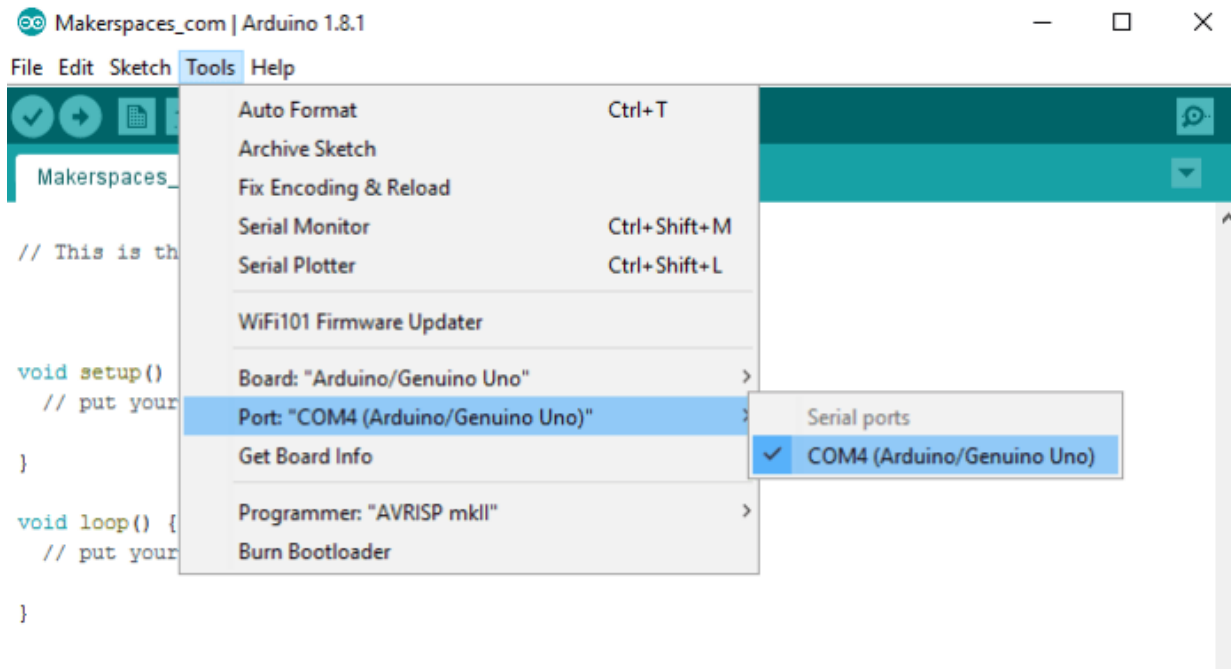 Makerspaces_com | Arduino 1.8.1
File Edit Sketch Tools Help
Makerspaces_
Auto Format Ctrl+T
Archive Sketch
Fix Encoding & Reload
Serial Monitor Ctrl+Shift+M
Serial Plotter Ctrl+Shift+L
WiFi101 Firmware Updater
Board: "Arduino/Genuino Uno"
Port: "COM4 (Arduino/Genuino Uno)"
Get Board Info
Programmer: "AVRISP mkII"
Burn Bootloader
Serial ports
COM4 (Arduino/Genuino Uno)
// This is th
void setup()
// put your
}
void loop() {
// put your
}